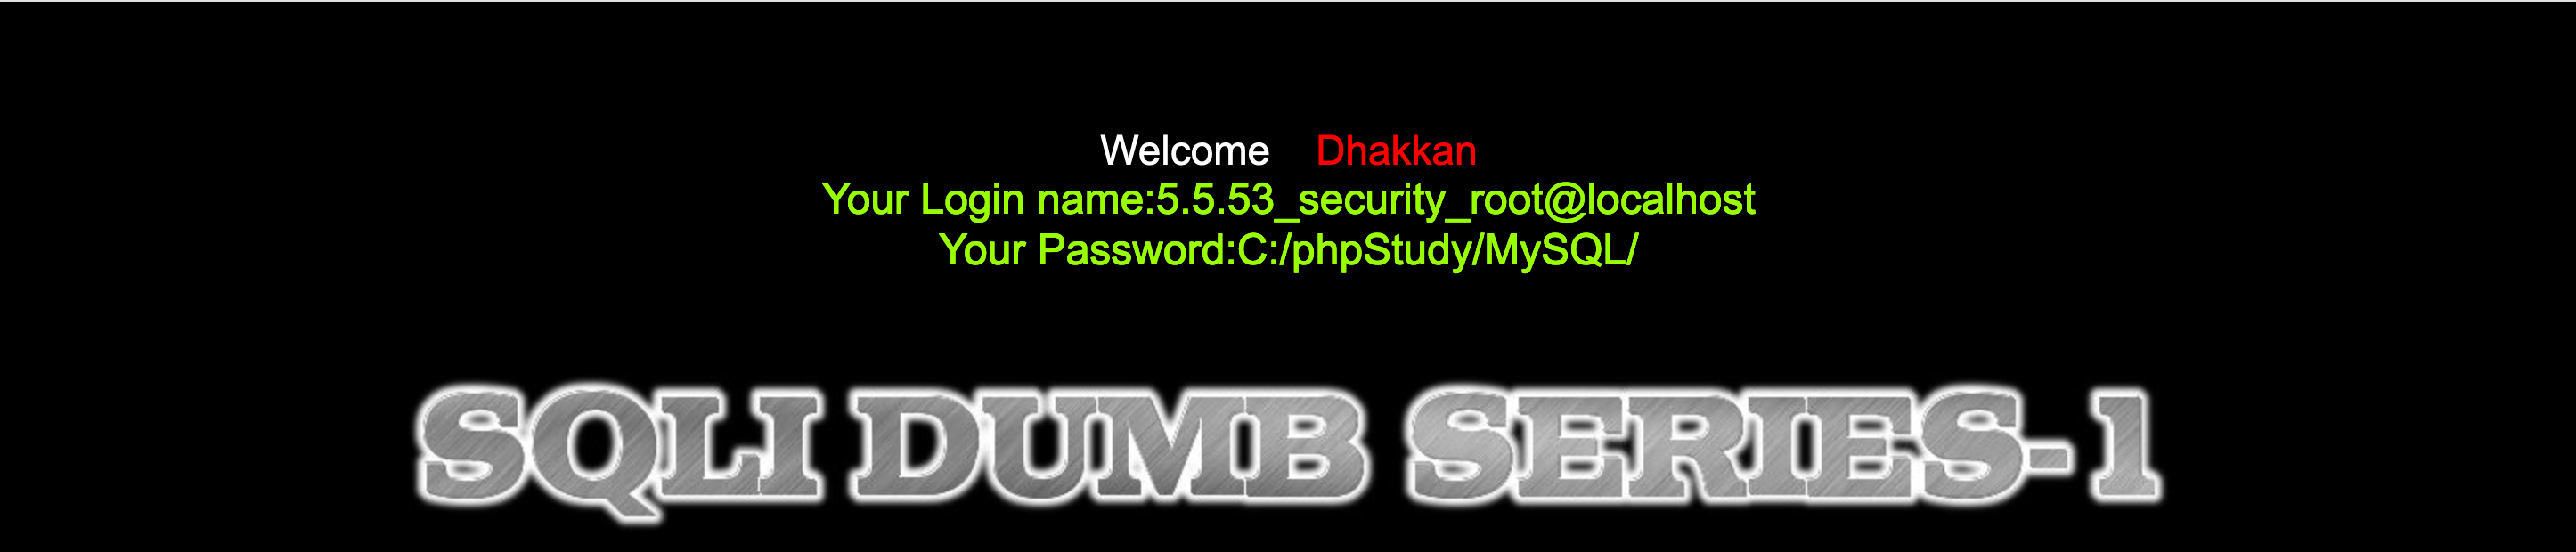 Welcome Dhakkan
Your Login name:5.5.53_security_root@localhost
Your Password:C:/phpStudy/MySQL/
SQLI DUMB SERIES-1